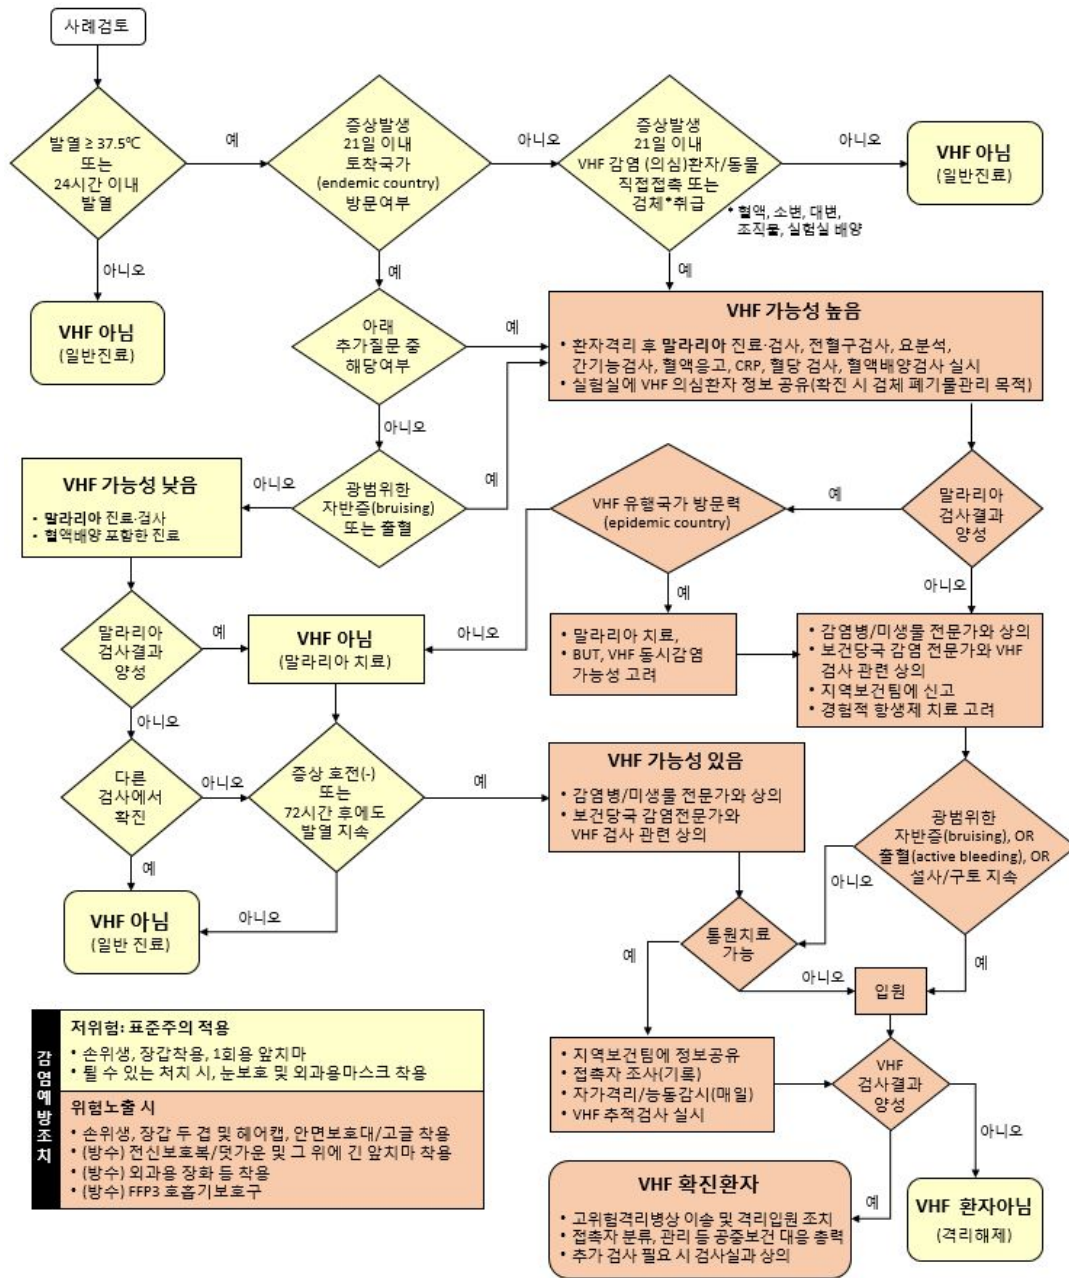 사례검토
발열 ≥ 37.5℃
또는
24시간 이내
발열
예
증상발생
21일 이내
토착국가
(endemic country)
방문여부
아니오
증상발생
21일 이내
VHF 감염 (의심)환자/동물
직접접촉 또는
검체*취급
* 혈액, 소변, 대변,
조직물, 실험실 배양
아니오
VHF 아님
(일반진료)
아니오
예
예
VHF 아님
(일반진료)
아래
추가질문 중
해당여부
예
VHF 가능성 높음
• 환자격리 후 말라리아 진료·검사, 전혈구검사, 요분석,
간기능검사, 혈액응고, CRP, 혈당 검사, 혈액배양검사 실시
• 실험실에 VHF 의심환자 정보 공유(확진 시 검체 폐기물관리 목적)
아니오
VHF 가능성 낮음
• 말라리아 진료·검사
• 혈액배양 포함한 진료
아니오
광범위한
자반증(bruising)
또는 출혈
예
VHF 유행국가 방문력
(epidemic country)
예
말라리아
검사결과
양성
예
아니오
말라리아
검사결과
양성
예
VHF 아님
(말라리아 치료)
아니오
• 말라리아 치료,
• BUT, VHF 동시감염
가능성 고려
• 감염병/미생물 전문가와 상의
• 보건당국 감염 전문가와 VHF
검사 관련 상의
• 지역보건팀에 신고
• 경험적 항생제 치료 고려
아니오
다른
검사에서
확진
아니오
증상 호전(-)
또는
72시간 후에도
발열 지속
예
VHF 가능성 있음
• 감염병/미생물 전문가와 상의
• 보건당국 감염전문가와
VHF 검사 관련 상의
광범위한
자반증(bruising), OR
출혈(active bleeding), OR
설사/구토 지속
예
아니오
VHF 아님
(일반 진료)
아니오
통원치료
가능
예
아니오
예
입원
감염예방조치
저위험: 표준주의 적용
• 손위생, 장갑착용, 1회용 앞치마
• 튈 수 있는 처치 시, 눈보호 및 외과용마스크 착용
위험노출 시
• 손위생, 장갑 두 겹 및 헤어캡, 안면보호대/고글 착용
• (방수) 전신보호복/덧가운 및 그 위에 긴 앞치마 착용
• (방수) 외과용 장화 등 착용
• (방수) FFP3 호흡기보호구
• 지역보건팀에 정보공유
• 접촉자 조사(기록)
• 자가격리/능동감시(매일)
• VHF 추적검사 실시
VHF
검사결과
양성
아니오
예
VHF 확진환자
• 고위험격리병상 이송 및 격리입원 조치
• 접촉자 분류, 관리 등 공중보건 대응 총력
• 추가 검사 필요 시 검사실과 상의
VHF 환자아님
(격리해제)